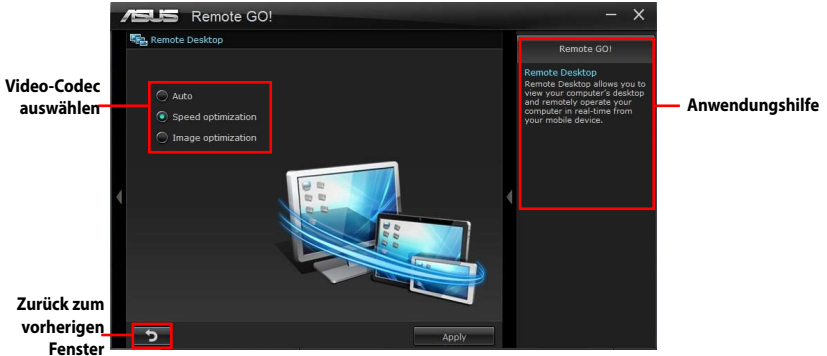 ASUS Remote GO!
Remote Desktop
Auto
Speed optimization
Image optimization
Apply
Remote GO!
Remote Desktop
Remote Desktop allows you to
view your computer's desktop
and remotely operate your
computer in real-time from
your mobile device.
Video-Codec
auswählen
Zurück zum
vorherigen
Fenster
Anwendungshilfe